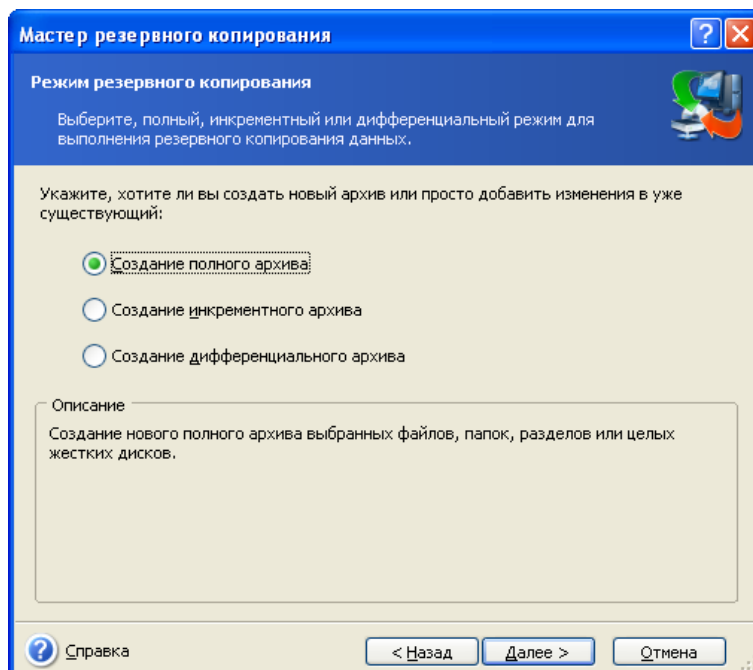 Мастер резервного копирования
Режим резервного копирования
Выберите, полный, инкрементный или дифференциальный режим для
выполнения резервного копирования данных.
Укажите, хотите ли вы создать новый архив или просто добавить изменения в уже
существующий:
Создание полного архива
Создание инкрементного архива
Создание дифференциального архива
Описание
Создание нового полного архива выбранных файлов, папок, разделов или целых
жестких дисков.
Справка
< Назад
Далее >
Отмена